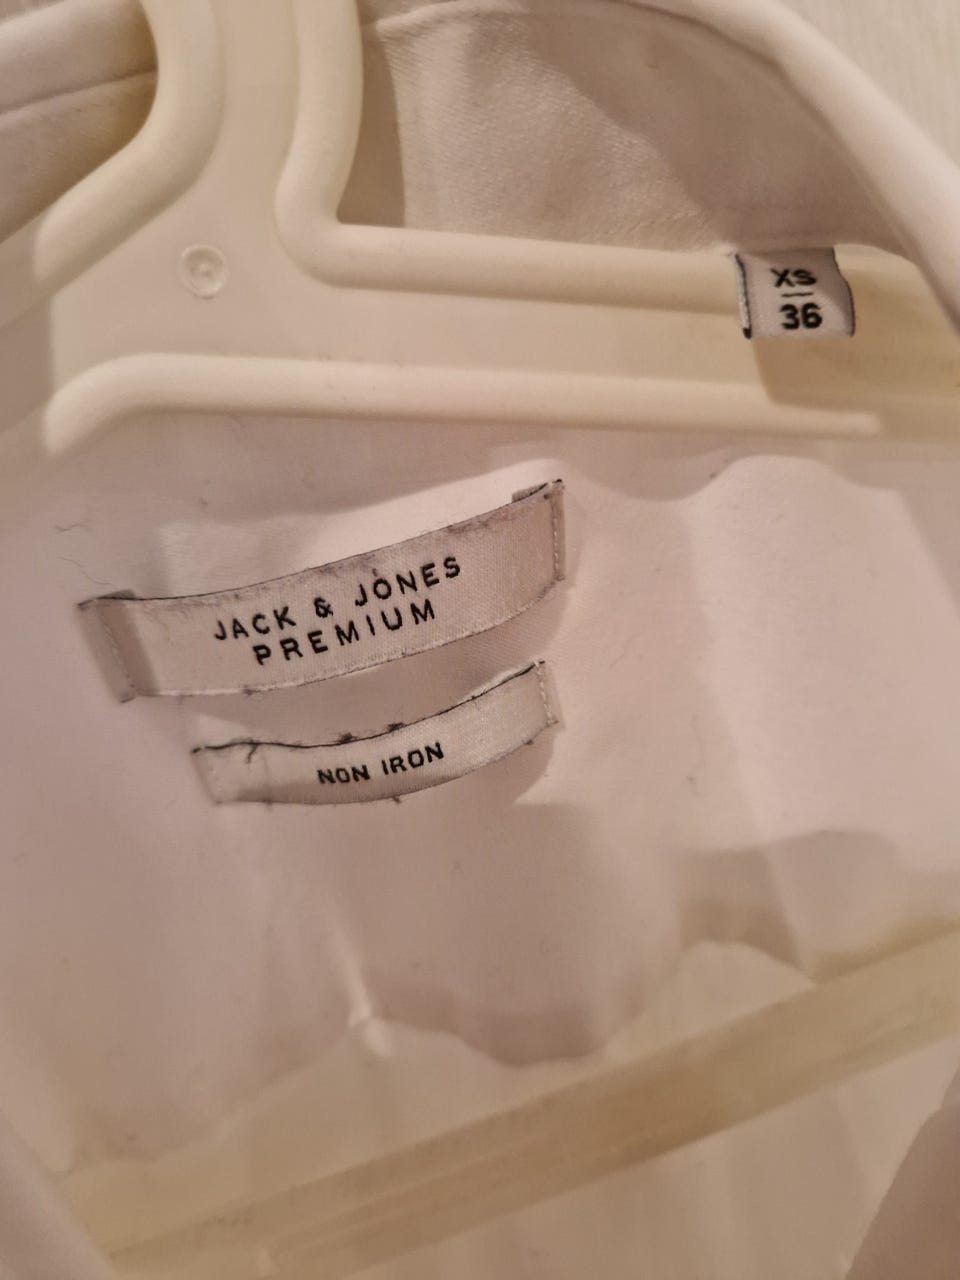 XS
36
JACK & JONES
PREMIUM
NON IRON